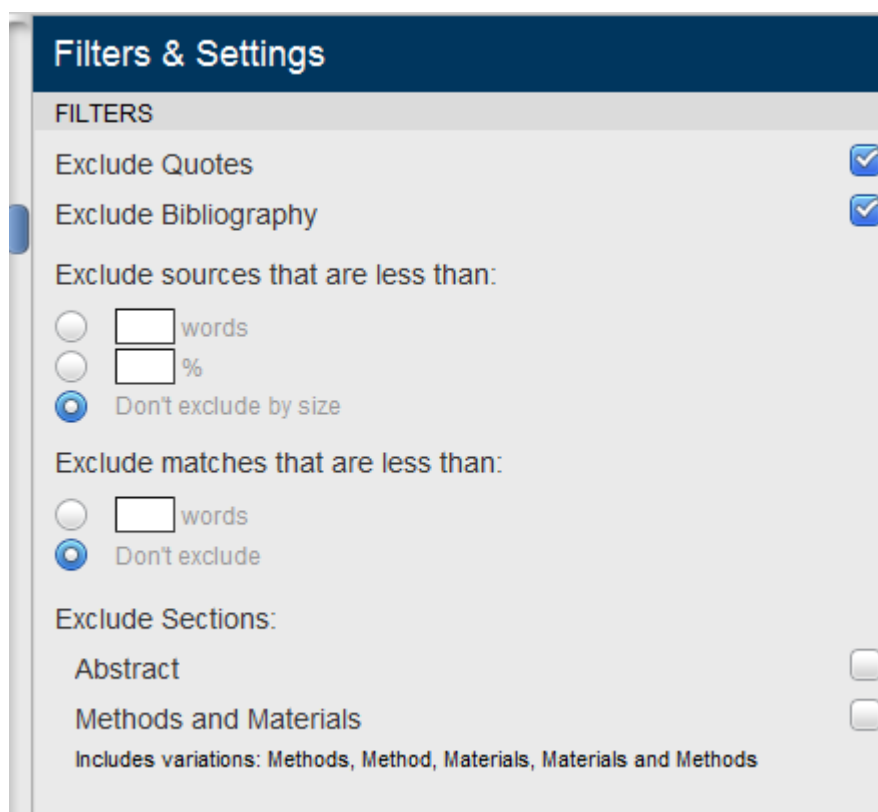 Filters & Settings
FILTERS
Exclude Quotes
Exclude Bibliography
Exclude sources that are less than:
words
%
Don't exclude by size
Exclude matches that are less than:
words
Don't exclude
Exclude Sections:
Abstract
Methods and Materials
Includes variations: Methods, Method, Materials, Materials and Methods